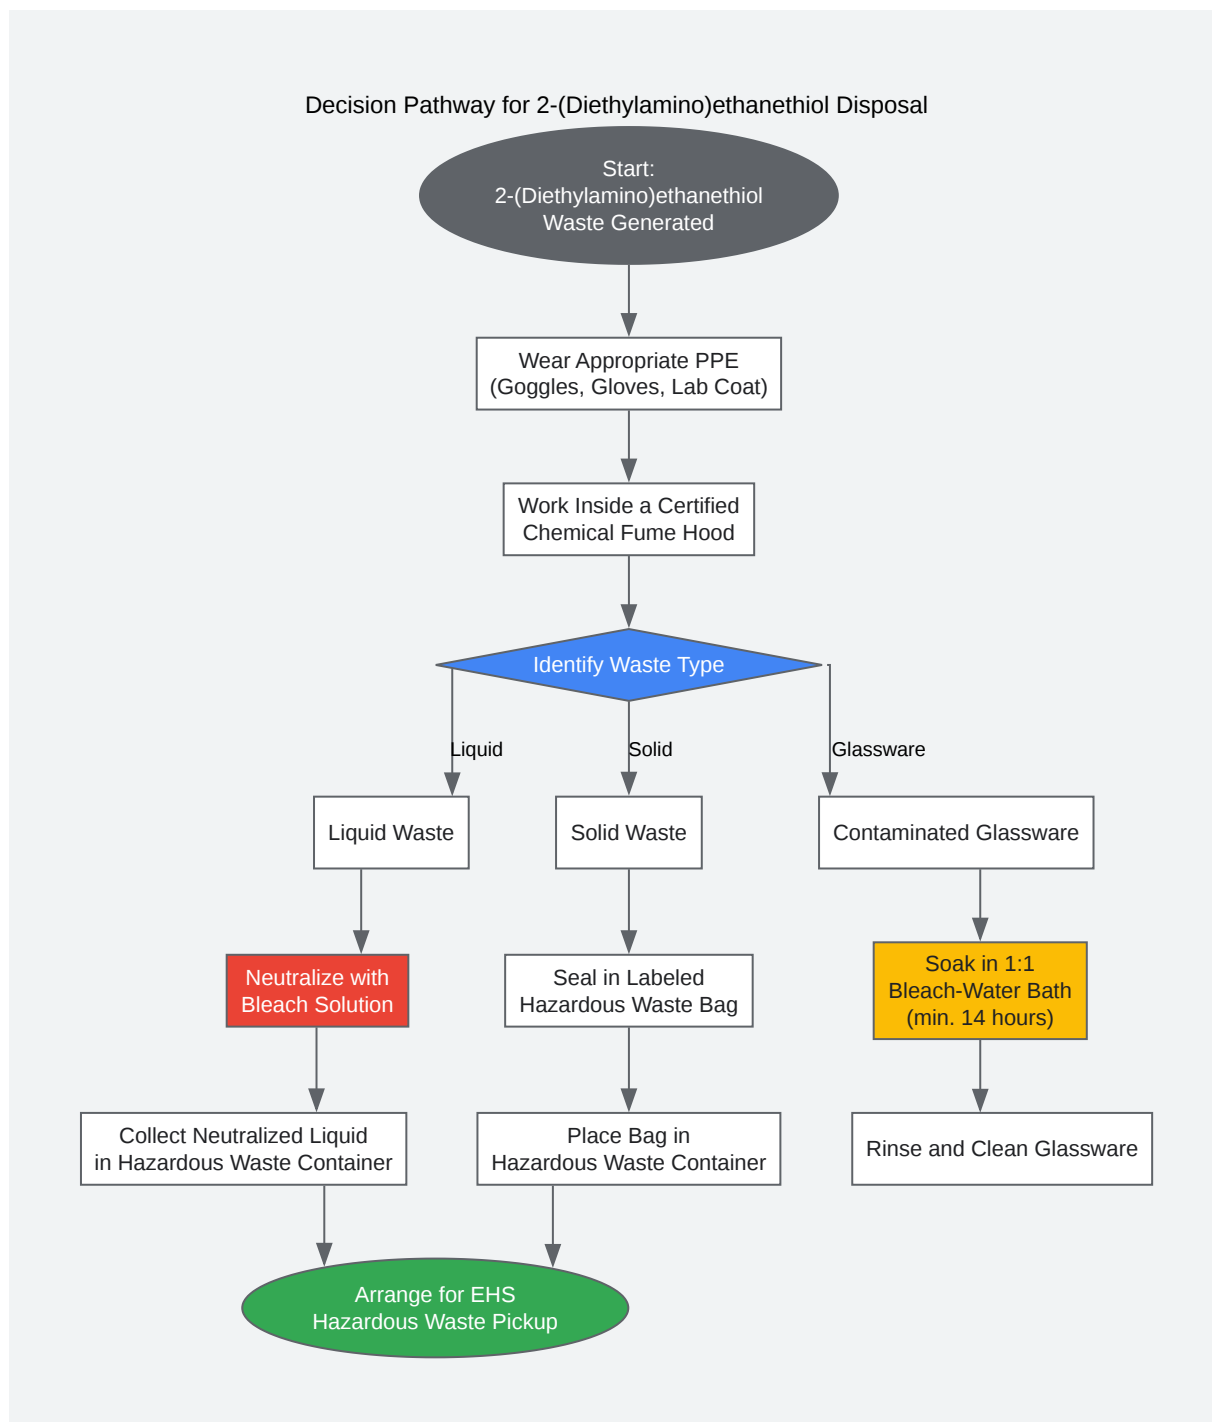 Decision Pathway for 2-(Diethylamino)ethanethiol Disposal
Start:
2-(Diethylamino)ethanethiol
Waste Generated
Wear Appropriate PPE
(Goggles, Gloves, Lab Coat)
Work Inside a Certified
Chemical Fume Hood
Identify Waste Type
Liquid
Solid
Glassware
Liquid Waste
Solid Waste
Contaminated Glassware
Neutralize with
Bleach Solution
Seal in Labeled
Hazardous Waste Bag
Soak in 1:1
Bleach-Water Bath
(min. 14 hours)
Collect Neutralized Liquid
in Hazardous Waste Container
Place Bag in
Hazardous Waste Container
Rinse and Clean Glassware
Arrange for EHS
Hazardous Waste Pickup